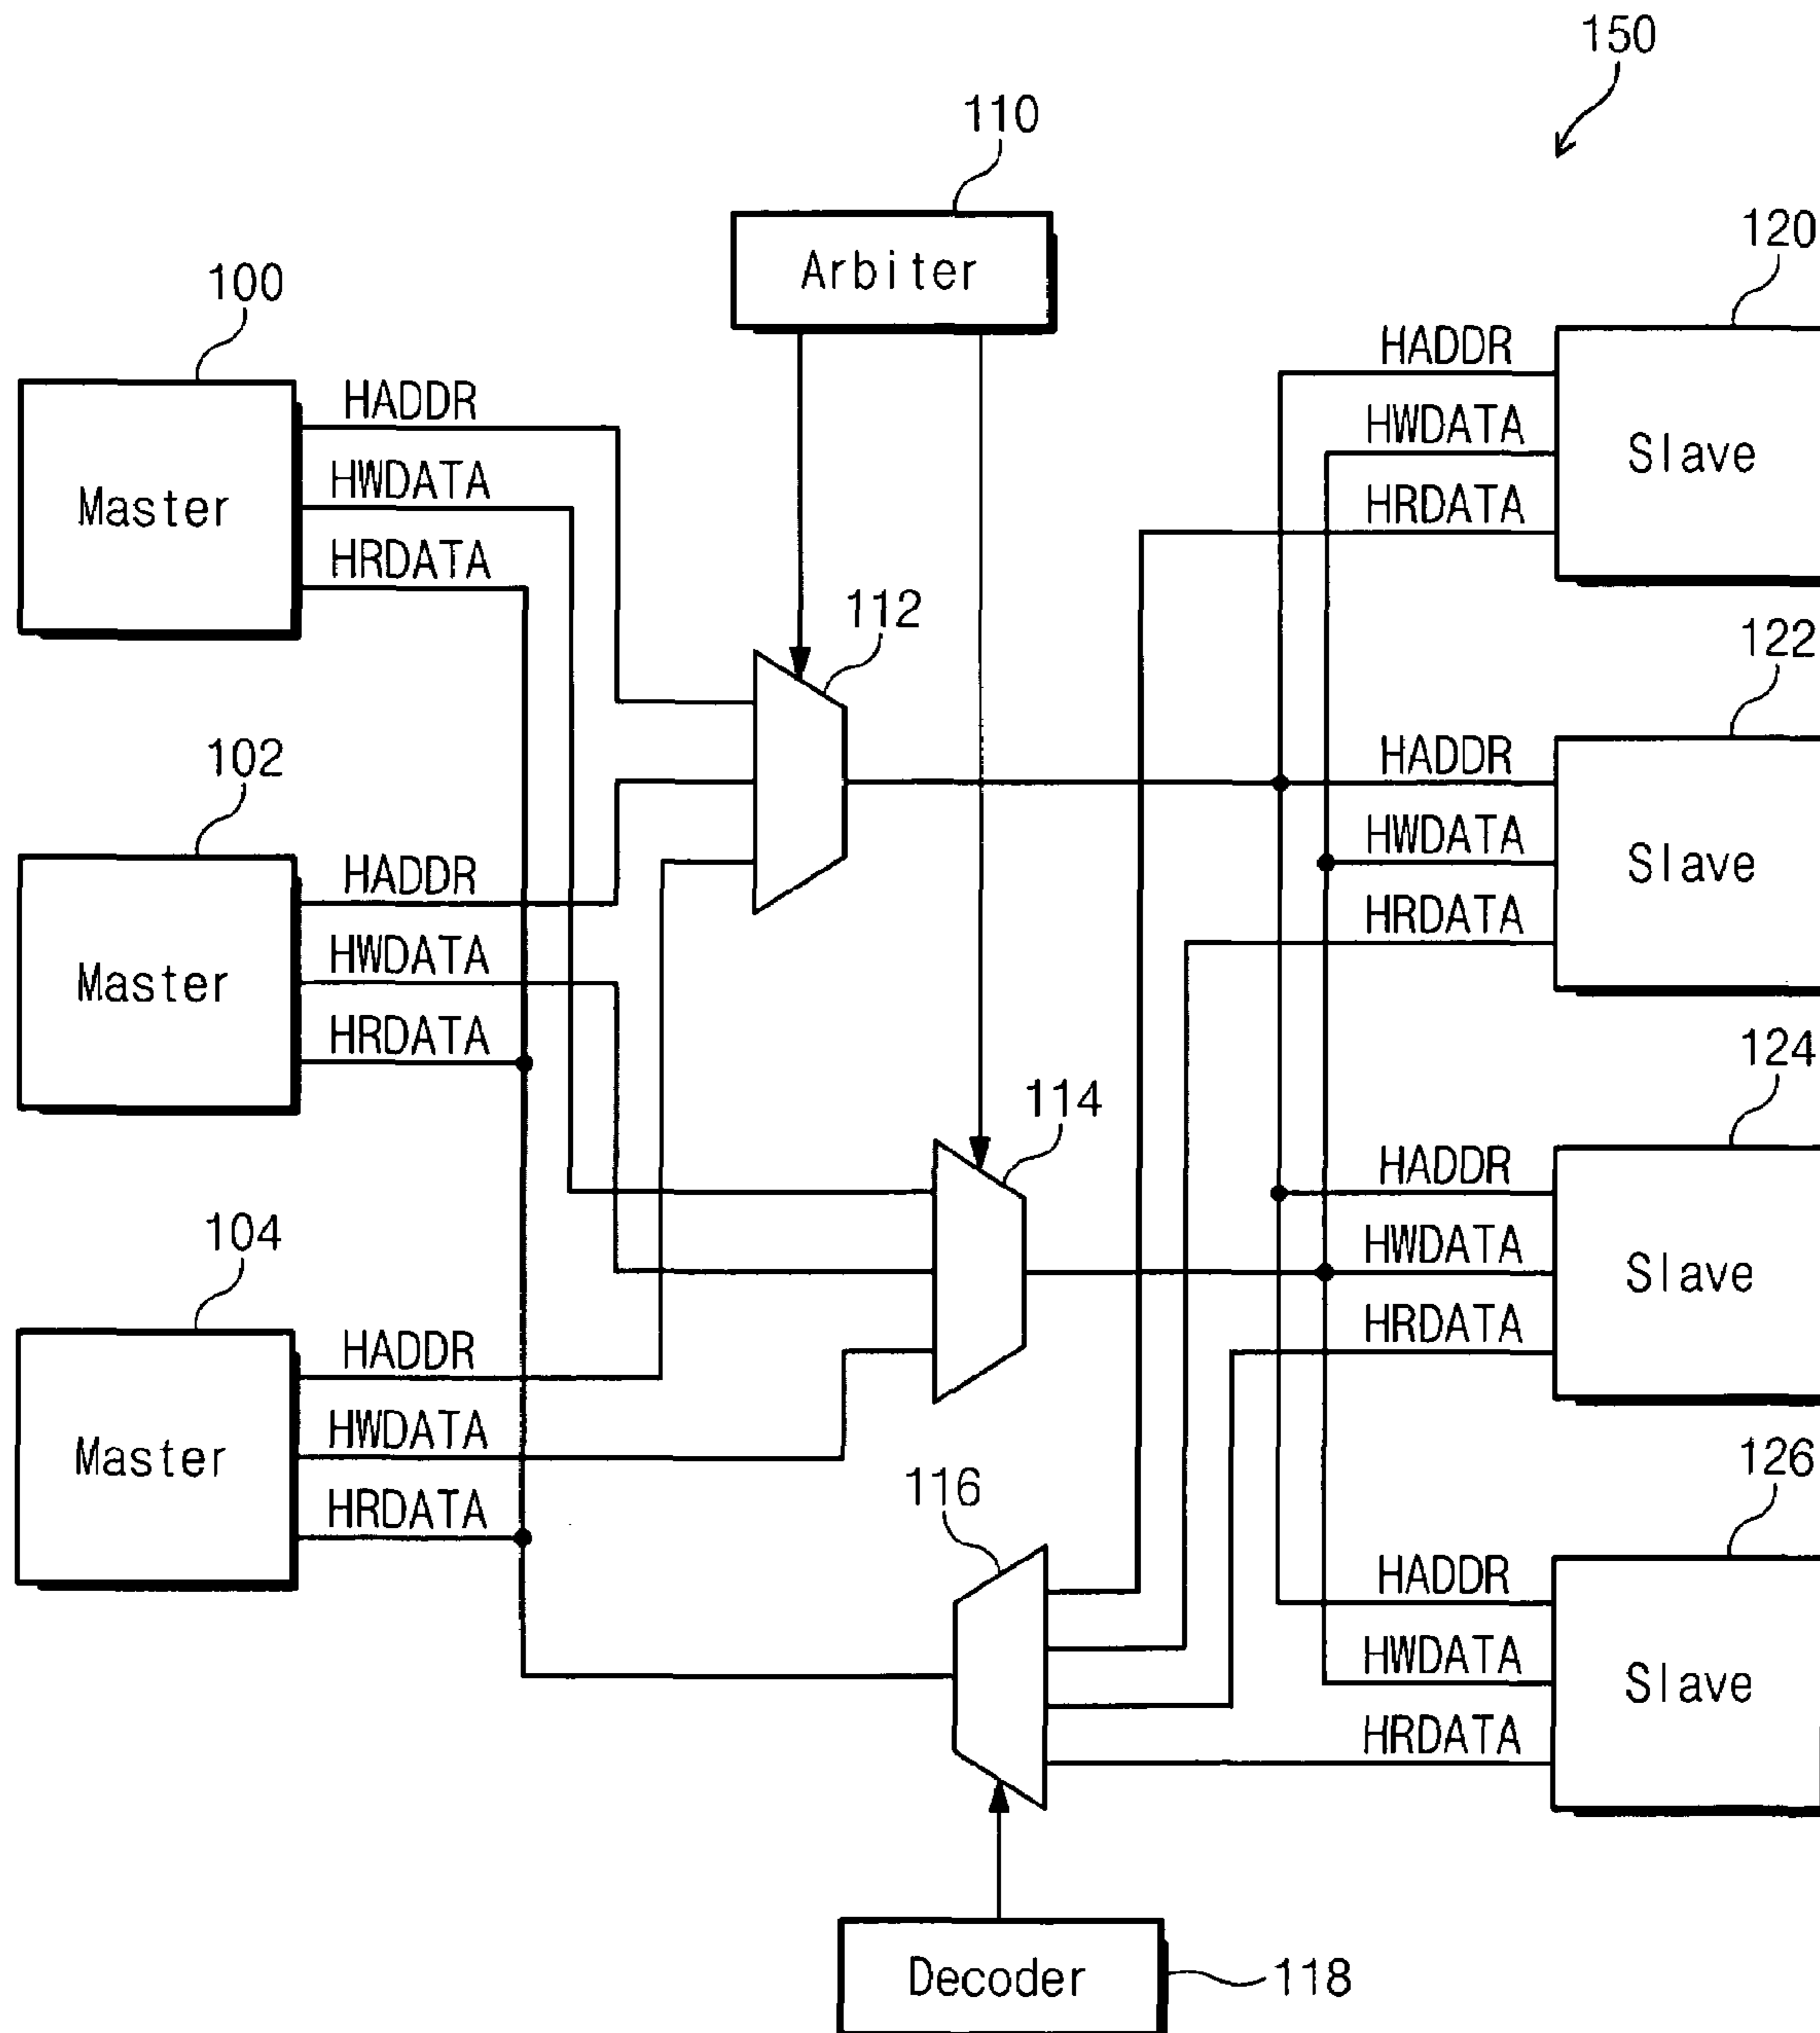 150
110
Arbiter
120
100
HADDR
HWDATA
HRDATA
Master
HADDR
HWDATA
HRDATA
Slave
112
122
102
HADDR
HWDATA
HRDATA
Master
HADDR
HWDATA
HRDATA
Slave
114
124
104
HADDR
HWDATA
HRDATA
Master
HADDR
HWDATA
HRDATA
Slave
116
126
HADDR
HWDATA
HRDATA
Slave
Decoder
118